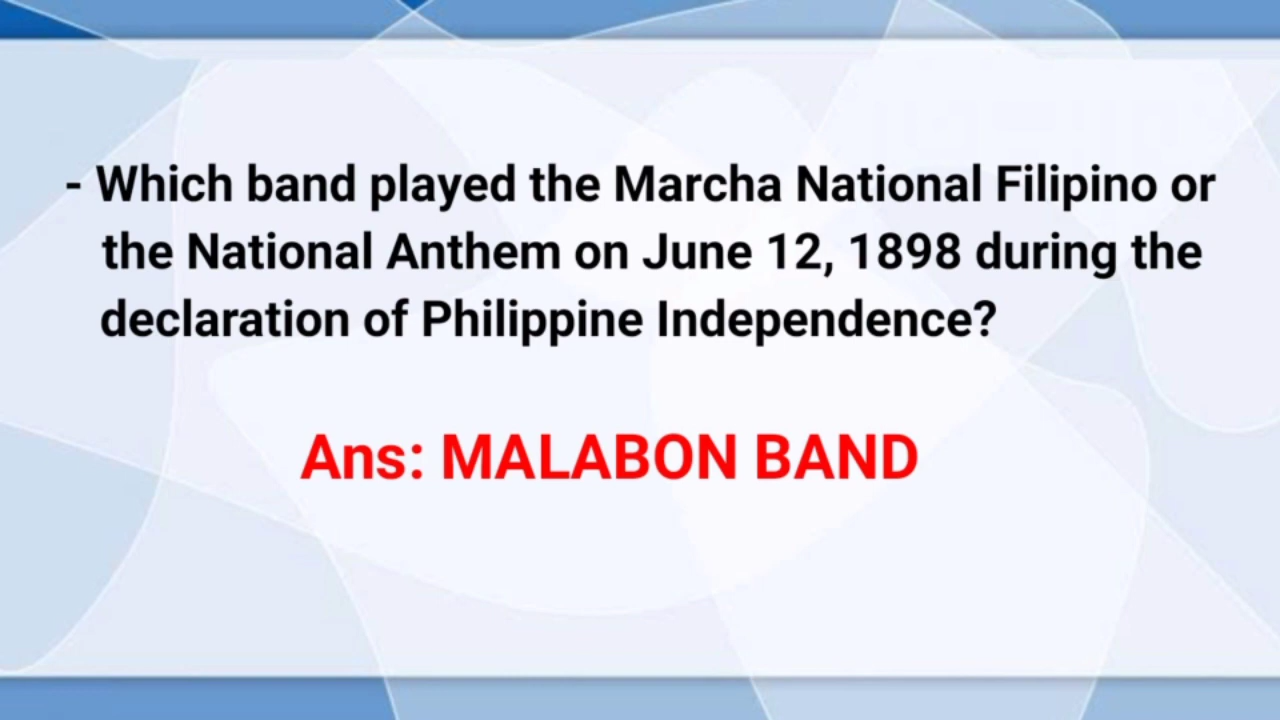 - Which band played the Marcha National Filipino or
the National Anthem on June 12, 1898 during the
declaration of Philippine Independence?
Ans: MALABON BAND